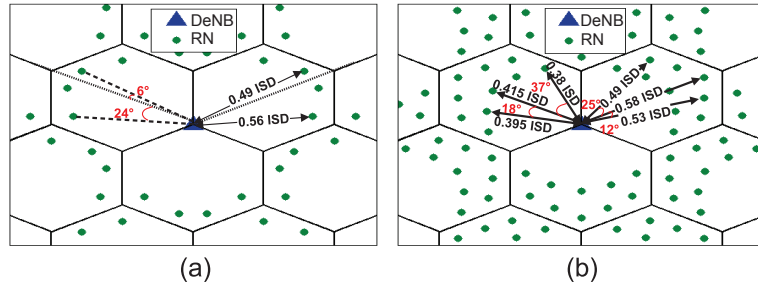 DeNB
RN
6°
24°
0.49 ISD
0.56 ISD
(a)
DeNB
RN
0.38 ISD
37°
0.415 ISD
18°
0.395 ISD
25°
0.49 ISD
0.58 ISD
0.53 ISD
12°
(b)